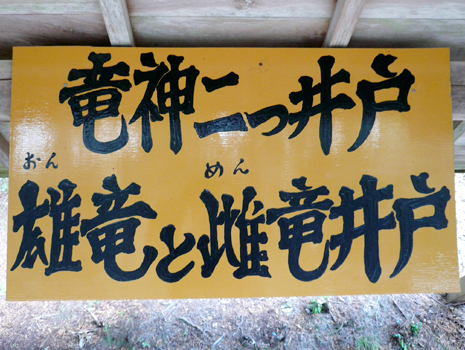 竜神二つ井戸
おん めん
雄竜と雌竜井戸